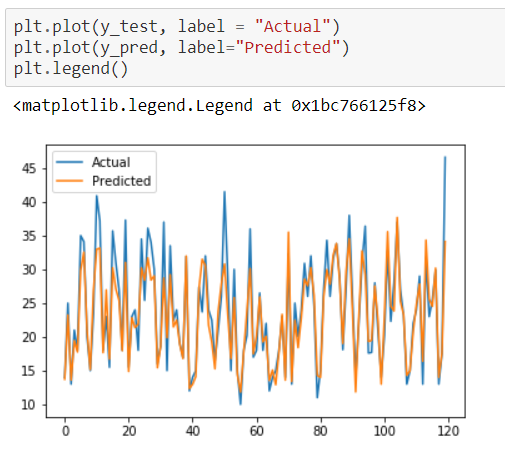 plt.plot(y_test, label = "Actual")
plt.plot(y_pred, label="Predicted")
plt.legend()
<matplotlib.legend.Legend at 0x1bc766125f8>
Actual
Predicted
45
40
35
30
25
20
15
10
0 20 40 60 80 100 120